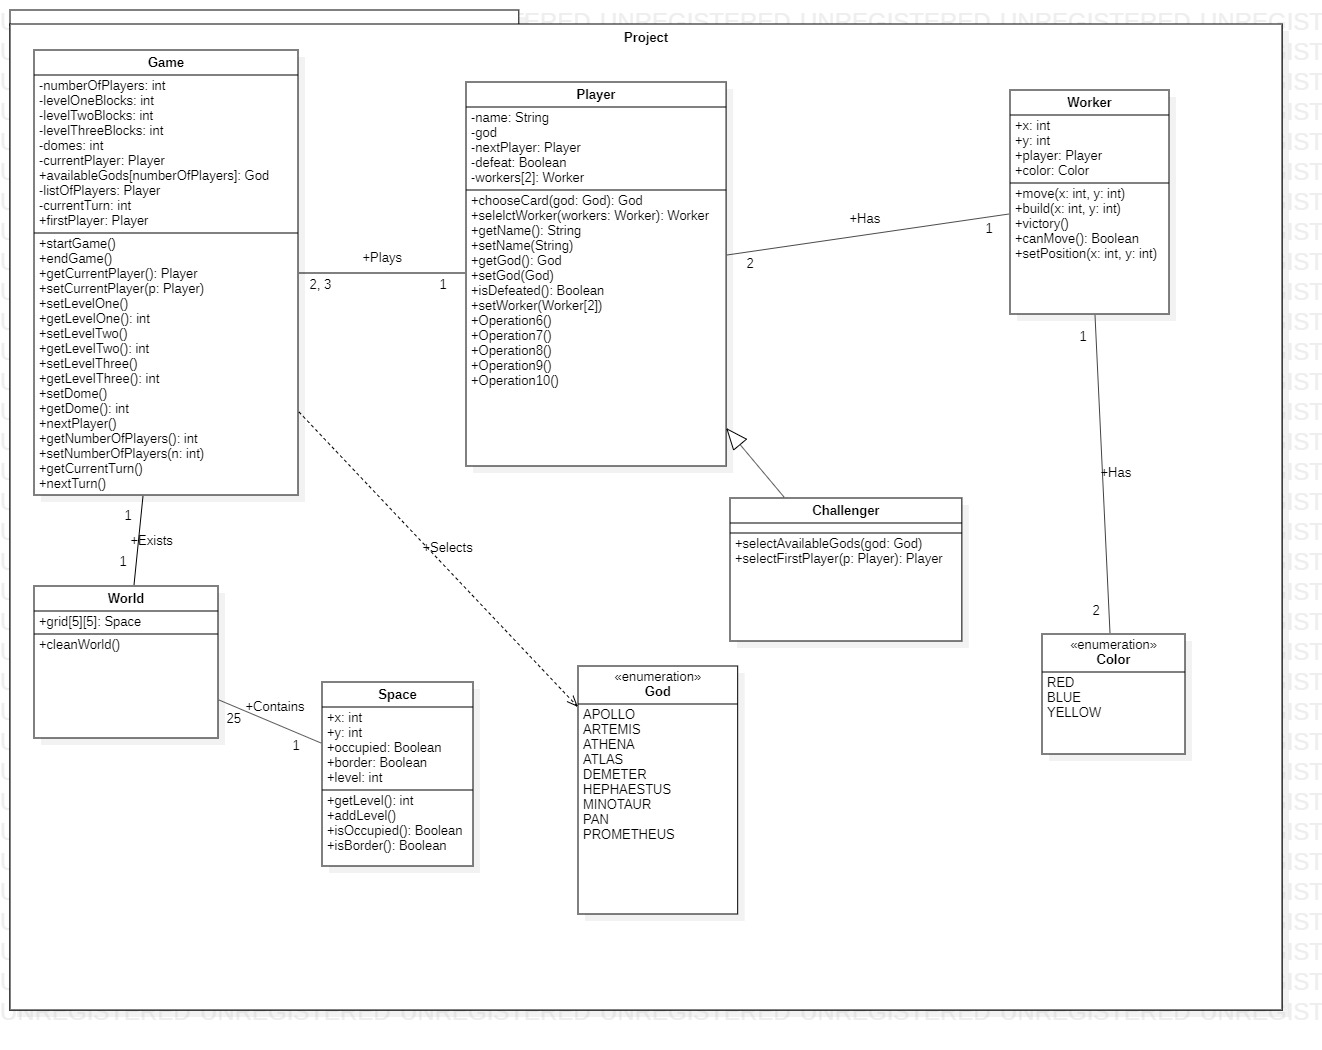 Project
Game
-numberOfPlayers: int
-levelOneBlocks: int
-levelTwoBlocks: int
-levelThreeBlocks: int
-domes: int
-currentPlayer: Player
+availableGods[numberOfPlayers]: God
-listOfPlayers: Player
-currentTurn: int
+firstPlayer: Player
+startGame()
+endGame()
+getCurrentPlayer(): Player
+setCurrentPlayer(p: Player)
+setLevelOne()
+getLevelOne(): int
+setLevelTwo()
+getLevelTwo(): int
+setLevelThree()
+getLevelThree(): int
+setDome()
+getDome(): int
+nextPlayer()
+getNumberOfPlayers(): int
+setNumberOfPlayers(n: int)
+getCurrentTurn()
+nextTurn()
+Plays
2, 3
1
Player
-name: String
-god
-nextPlayer: Player
-defeat: Boolean
-workers[2]: Worker
+chooseCard(god: God): God
+selelctWorker(workers: Worker): Worker
+getName(): String
+setName(String)
+getGod(): God
+setGod(God)
+isDefeated(): Boolean
+setWorker(Worker[2])
+Operation6()
+Operation7()
+Operation8()
+Operation9()
+Operation10()
+Has
2
1
Worker
+x: int
+y: int
+player: Player
+color: Color
+move(x: int, y: int)
+build(x: int, y: int)
+victory()
+canMove(): Boolean
+setPosition(x: int, y: int)
1
+Has
2
«enumeration»
Color
RED
BLUE
YELLOW
Challenger
+selectAvailableGods(god: God)
+selectFirstPlayer(p: Player): Player
1
+Exists
1
World
+grid[5][5]: Space
+cleanWorld()
+Contains
25
1
Space
+x: int
+y: int
+occupied: Boolean
+border: Boolean
+level: int
+getLevel(): int
+addLevel()
+isOccupied(): Boolean
+isBorder(): Boolean
+Selects
«enumeration»
God
APOLLO
ARTEMIS
ATHENA
ATLAS
DEMETER
HEPHAESTUS
MINOTAUR
PAN
PROMETHEUS
UNREGISTERED UNREGISTERED UNREGISTERED UNREGISTERED UNREGISTERED UNREGISTERED